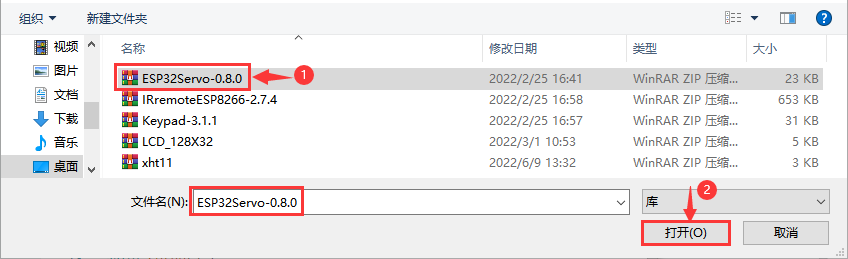 组织 新建文件夹
名称 修改日期 类型 大小
视频
图片
文档
下载
音乐
桌面
ESP32Servo-0.8.0 1 2022/2/25 16:41 WinRAR ZIP 压缩... 23 KB
IRremoteESP8266-2.7.4 2022/2/25 16:58 WinRAR ZIP 压缩... 653 KB
Keypad-3.1.1 2022/2/25 16:57 WinRAR ZIP 压缩... 31 KB
LCD_128X32 2022/3/1 10:53 WinRAR ZIP 压缩... 5 KB
xht11 2022/6/9 13:32 WinRAR ZIP 压缩... 3 KB
2
文件名(N): ESP32Servo-0.8.0 库
打开(O) 取消